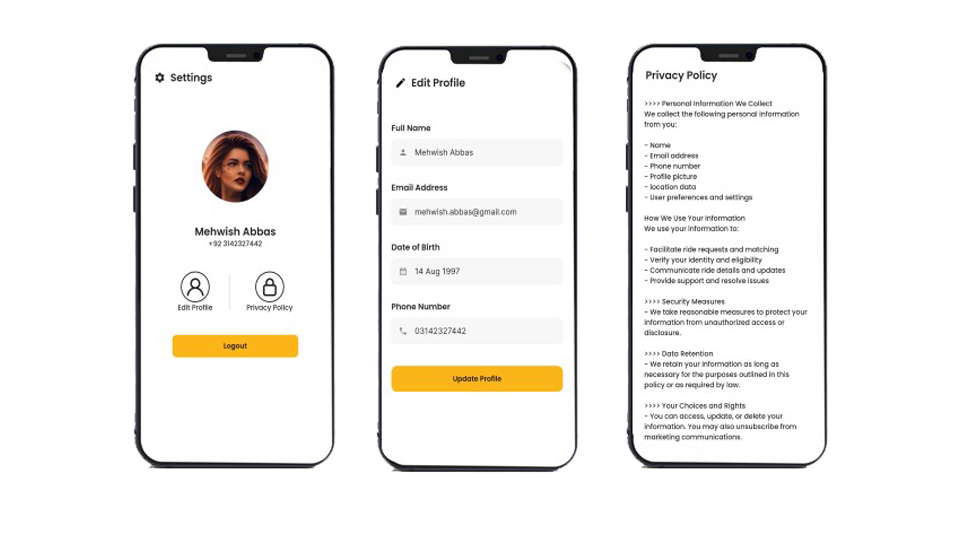 Settings
Mehwish Abbas
+92 3142327442
Edit Profile
Privacy Policy
Logout
Edit Profile
Full Name
Mehwish Abbas
Email Address
mehwish.abbas@gmail.com
Date of Birth
14 Aug 1997
Phone Number
03142327442
Update Profile
Privacy Policy
>>>> Personal Information We Collect
We collect the following personal information
from you:
- Name
- Email address
- Phone number
- Profile picture
- location data
- User preferences and settings
How We Use Your Information
We use your information to:
- Facilitate ride requests and matching
- Verify your identity and eligibility
- Communicate ride details and updates
- Provide support and resolve issues
>>>> Security Measures
- We take reasonable measures to protect your
information from unauthorized access or
disclosure.
>>>> Data Retention
- We retain your information as long as
necessary for the purposes outlined in this
policy or as required by law.
>>>> Your Choices and Rights
- You can access, update, or delete your
information. You may also unsubscribe from
marketing communications.